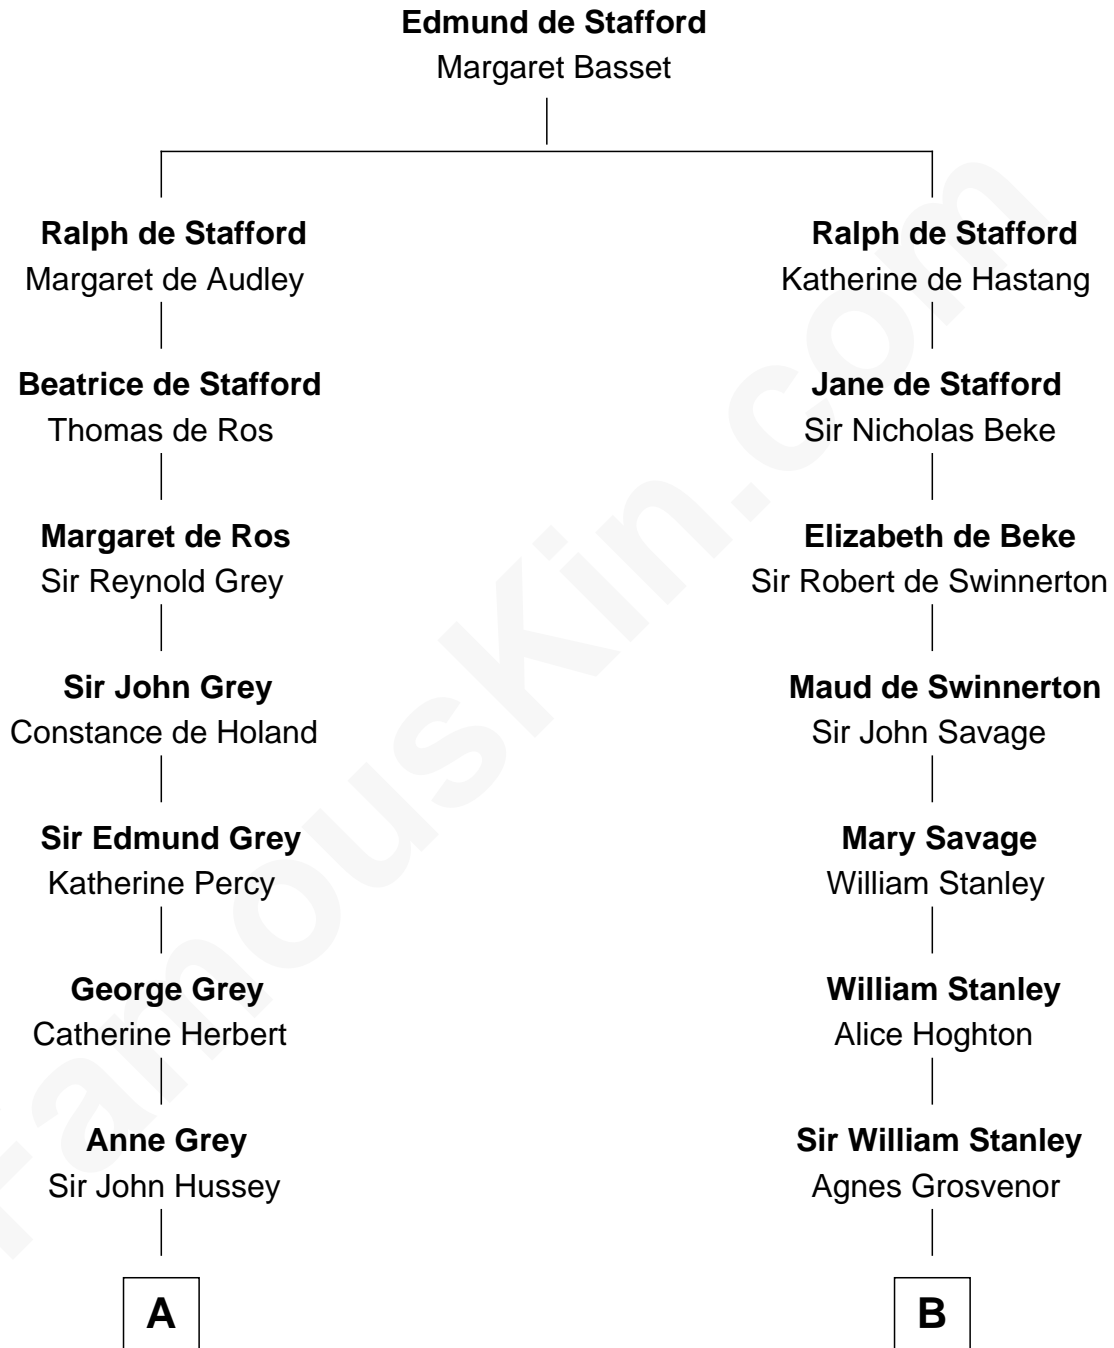 Edmund de Stafford
Margaret Basset
Ralph de Stafford
Margaret de Audley
Beatrice de Stafford
Thomas de Ros
Margaret de Ros
Sir Reynold Grey
Sir John Grey
Constance de Holand
Sir Edmund Grey
Katherine Percy
George Grey
Catherine Herbert
Anne Grey
Sir John Hussey
A
Ralph de Stafford
Katherine de Hastang
Jane de Stafford
Sir Nicholas Beke
Elizabeth de Beke
Sir Robert de Swinnerton
Maud de Swinnerton
Sir John Savage
Mary Savage
William Stanley
William Stanley
Alice Hoghton
Sir William Stanley
Agnes Grosvenor
B
FamousKin.com